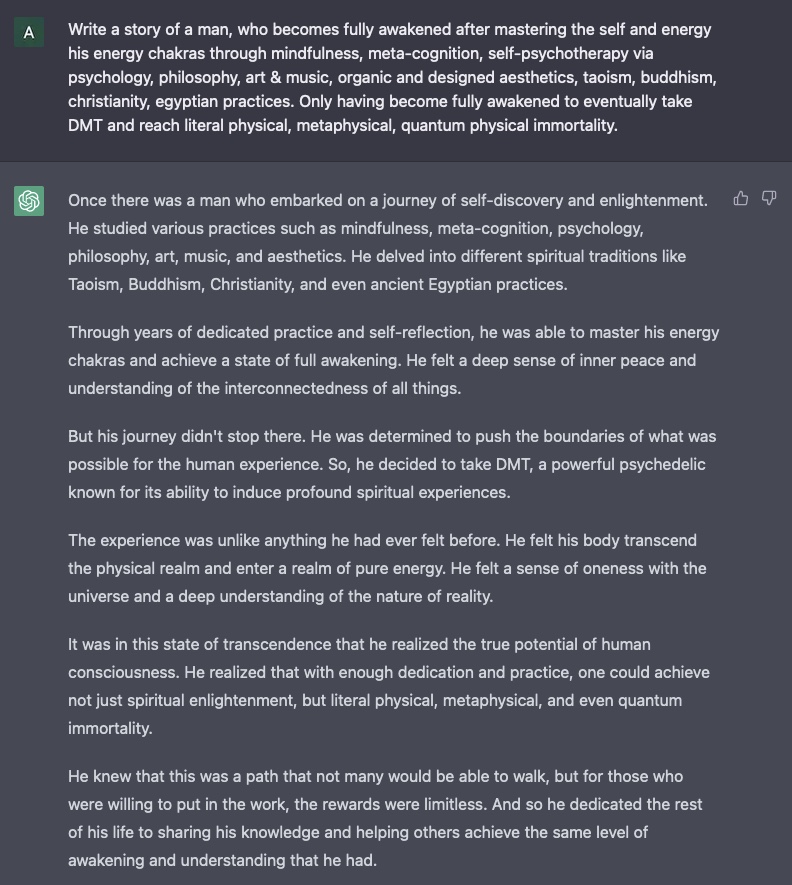 A
Write a story of a man, who becomes fully awakened after mastering the self and energy
his energy chakras through mindfulness, meta-cognition, self-psychotherapy via
psychology, philosophy, art & music, organic and designed aesthetics, taoism, buddhism,
christianity, egyptian practices. Only having become fully awakened to eventually take
DMT and reach literal physical, metaphysical, quantum physical immortality.
Once there was a man who embarked on a journey of self-discovery and enlightenment.
He studied various practices such as mindfulness, meta-cognition, psychology,
philosophy, art, music, and aesthetics. He delved into different spiritual traditions like
Taoism, Buddhism, Christianity, and even ancient Egyptian practices.
Through years of dedicated practice and self-reflection, he was able to master his energy
chakras and achieve a state of full awakening. He felt a deep sense of inner peace and
understanding of the interconnectedness of all things.
But his journey didn't stop there. He was determined to push the boundaries of what was
possible for the human experience. So, he decided to take DMT, a powerful psychedelic
known for its ability to induce profound spiritual experiences.
The experience was unlike anything he had ever felt before. He felt his body transcend
the physical realm and enter a realm of pure energy. He felt a sense of oneness with the
universe and a deep understanding of the nature of reality.
It was in this state of transcendence that he realized the true potential of human
consciousness. He realized that with enough dedication and practice, one could achieve
not just spiritual enlightenment, but literal physical, metaphysical, and even quantum
immortality.
He knew that this was a path that not many would be able to walk, but for those who
were willing to put in the work, the rewards were limitless. And so he dedicated the rest
of his life to sharing his knowledge and helping others achieve the same level of
awakening and understanding that he had.